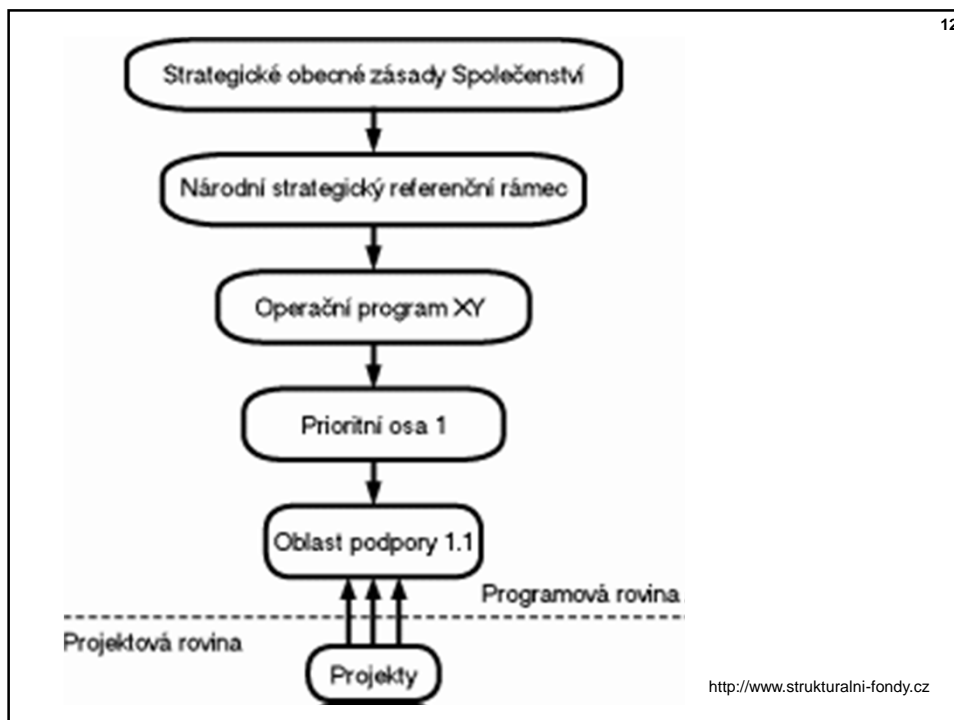 12
Strategické obecné zásady Společenství
Národní strategický referenční rámec
Operační program XY
Prioritní osa 1
Oblast podpory 1.1
Programová rovina
Projektová rovina
Projekty
http://www.strukturalni-fondy.cz